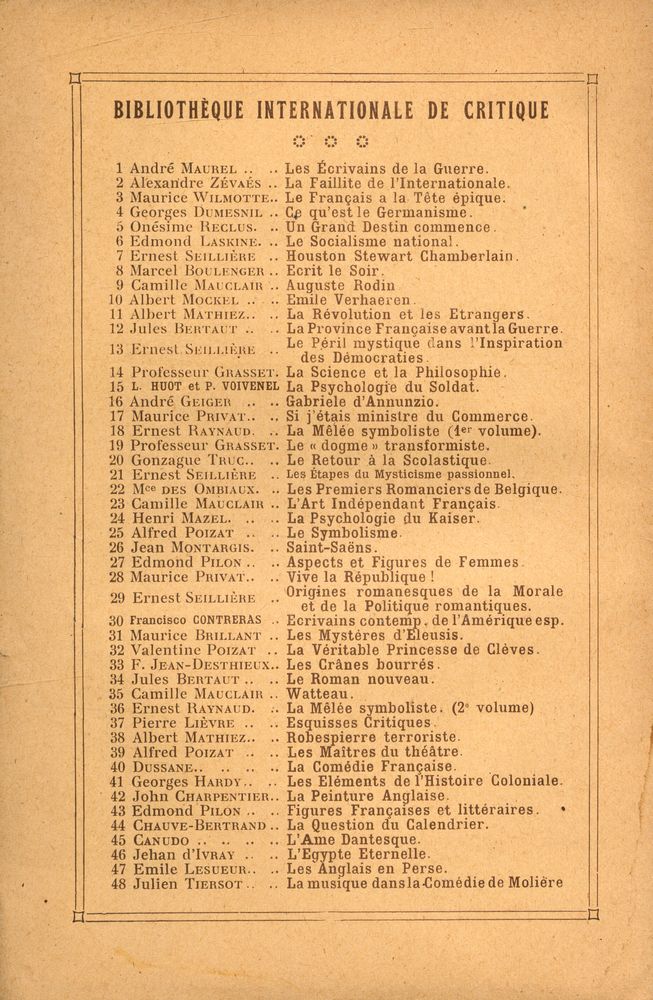 BIBLIOTHÈQUE INTERNATIONALE DE CRITIQUE
1 André MAUREL .. .. Les Écrivains de la Guerre.
2 Alexandre ZÉVAÈS .. La Faillite de l'Internationale.
3 Maurice WILMOTTE.. Le Français a la Tête épique.
4 Georges DUMESNIL .. Ce qu'est le Germanisme.
5 Onésime RECLUS. .. Un Grand Destin commence.
6 Edmond LASKINE. .. Le Socialisme national.
7 Ernest SEILLIÈRE .. Houston Stewart Chamberlain.
8 Marcel BOULENGER .. Ecrit le Soir.
9 Camille MAUCLAIR .. Auguste Rodin
10 Albert MOCKEL .. .. Emile Verhaeren.
11 Albert MATHIEZ.. .. La Révolution et les Etrangers.
12 Jules BERTAUT .. .. La Province Française avant la Guerre.
13 Ernest SEILLIÈRE .. Le Péril mystique dans l'Inspiration
des Démocraties.
14 Professeur GRASSET. La Science et la Philosophie.
15 L. HUOT et P. VOIVENEL La Psychologie du Soldat.
16 André GEIGER .. .. Gabriele d'Annunzio.
17 Maurice PRIVAT.. .. Si j'étais ministre du Commerce.
18 Ernest RAYNAUD. .. La Mêlée symboliste (1er volume).
19 Professeur GRASSET. Le « dogme » transformiste.
20 Gonzague TRUC.. .. Le Retour à la Scolastique.
21 Ernest SEILLIÈRE .. Les Étapes du Mysticisme passionnel.
22 Mce DES OMBIAUX. .. Les Premiers Romanciers de Belgique.
23 Camille MAUCLAIR .. L'Art Indépendant Français.
24 Henri MAZEL. .. .. La Psychologie du Kaiser.
25 Alfred POIZAT .. .. Le Symbolisme.
26 Jean MONTARGIS. .. Saint-Saëns.
27 Edmond PILON .. .. Aspects et Figures de Femmes.
28 Maurice PRIVAT.. .. Vive la République !
29 Ernest SEILLIÈRE .. Origines romanesques de la Morale
et de la Politique romantiques.
30 Francisco CONTRERAS .. Ecrivains contemp. de l'Amérique esp.
31 Maurice BRILLANT .. Les Mystères d'Eleusis.
32 Valentine POIZAT .. La Véritable Princesse de Clèves.
33 F. JEAN-DESTHIEUX.. Les Crânes bourrés.
34 Jules BERTAUT .. .. Le Roman nouveau.
35 Camille MAUCLAIR .. Watteau.
36 Ernest RAYNAUD. .. La Mêlée symboliste. (2e volume)
37 Pierre LIÈVRE .. .. Esquisses Critiques.
38 Albert MATHIEZ.. .. Robespierre terroriste.
39 Alfred POIZAT .. .. Les Maîtres du théâtre.
40 DUSSANE.. .. .. .. La Comédie Française.
41 Georges HARDY.. .. Les Eléments de l'Histoire Coloniale.
42 John CHARPENTIER.. La Peinture Anglaise.
43 Edmond PILON .. .. Figures Françaises et littéraires.
44 CHAUVE-BERTRAND .. La Question du Calendrier.
45 CANUDO .. .. .. .. L'Ame Dantesque.
46 Jehan d'IVRAY .. .. L'Egypte Eternelle.
47 Emile LESUEUR.. .. Les Anglais en Perse.
48 Julien TIERSOT .. .. La musique dans la Comédie de Molière